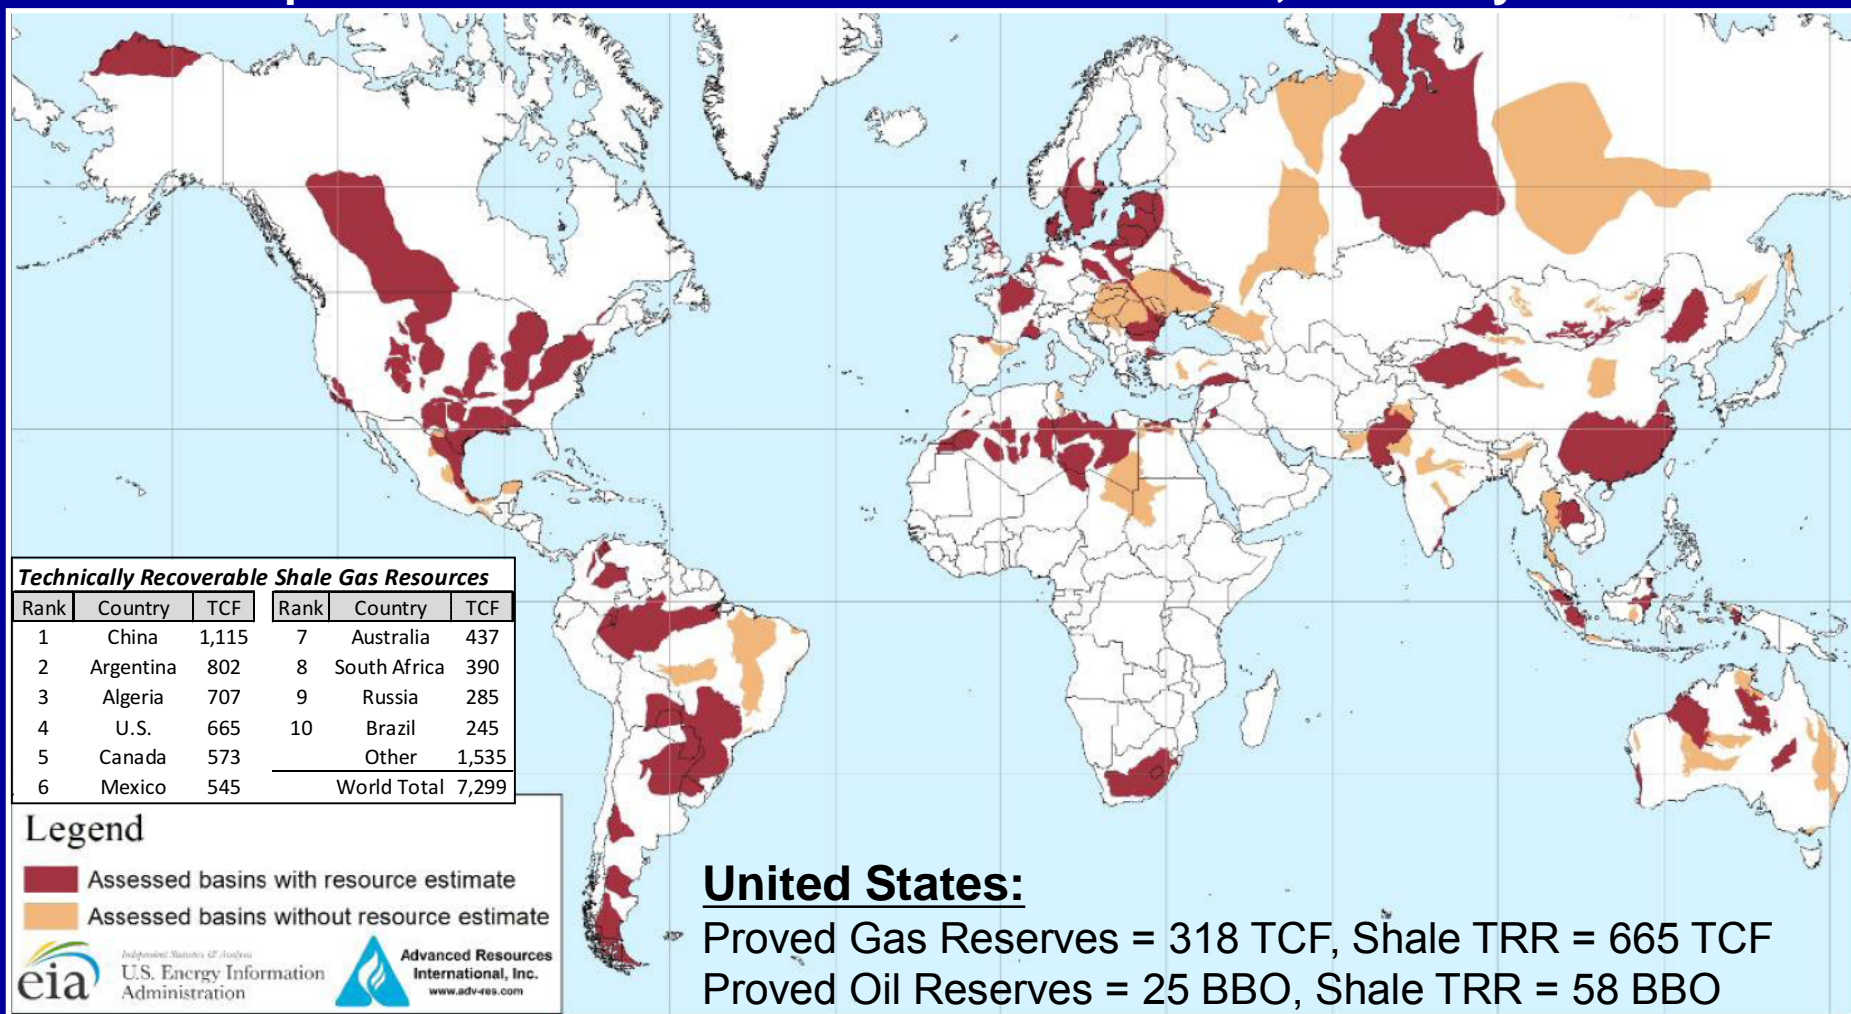 Technically Recoverable Shale Gas Resources
Rank Country TCF Rank Country TCF
1 China 1,115 7 Australia 437
2 Argentina 802 8 South Africa 390
3 Algeria 707 9 Russia 285
4 U.S. 665 10 Brazil 245
5 Canada 573 Other 1,535
6 Mexico 545 World Total 7,299
Legend
Assessed basins with resource estimate
Assessed basins without resource estimate
eia
Independent Statistics & Analysis
U.S. Energy Information
Administration
Advanced Resources
International, Inc.
www.adv-res.com
United States:
Proved Gas Reserves = 318 TCF, Shale TRR = 665 TCF
Proved Oil Reserves = 25 BBO, Shale TRR = 58 BBO